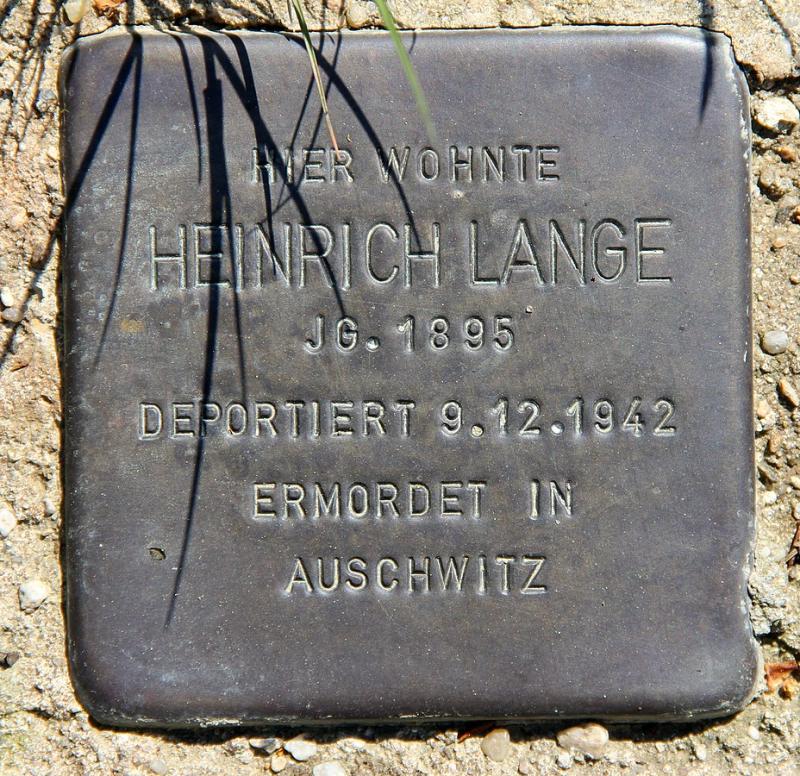 HIER WOHNTE
HEINRICH LANGE
JG. 1895
DEPORTIERT 9.12.1942
ERMORDET IN
AUSCHWITZ